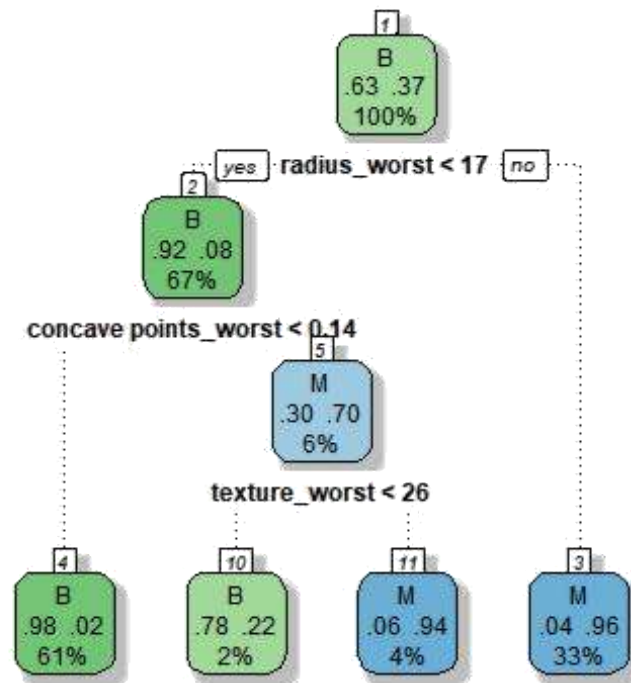 1
B
.63 .37
100%
yes radius_worst < 17 no
2
B
.92 .08
67%
concave points_worst < 0.14
5
M
.30 .70
6%
texture_worst < 26
4
B
.98 .02
61%
10
B
.78 .22
2%
11
M
.06 .94
4%
3
M
.04 .96
33%